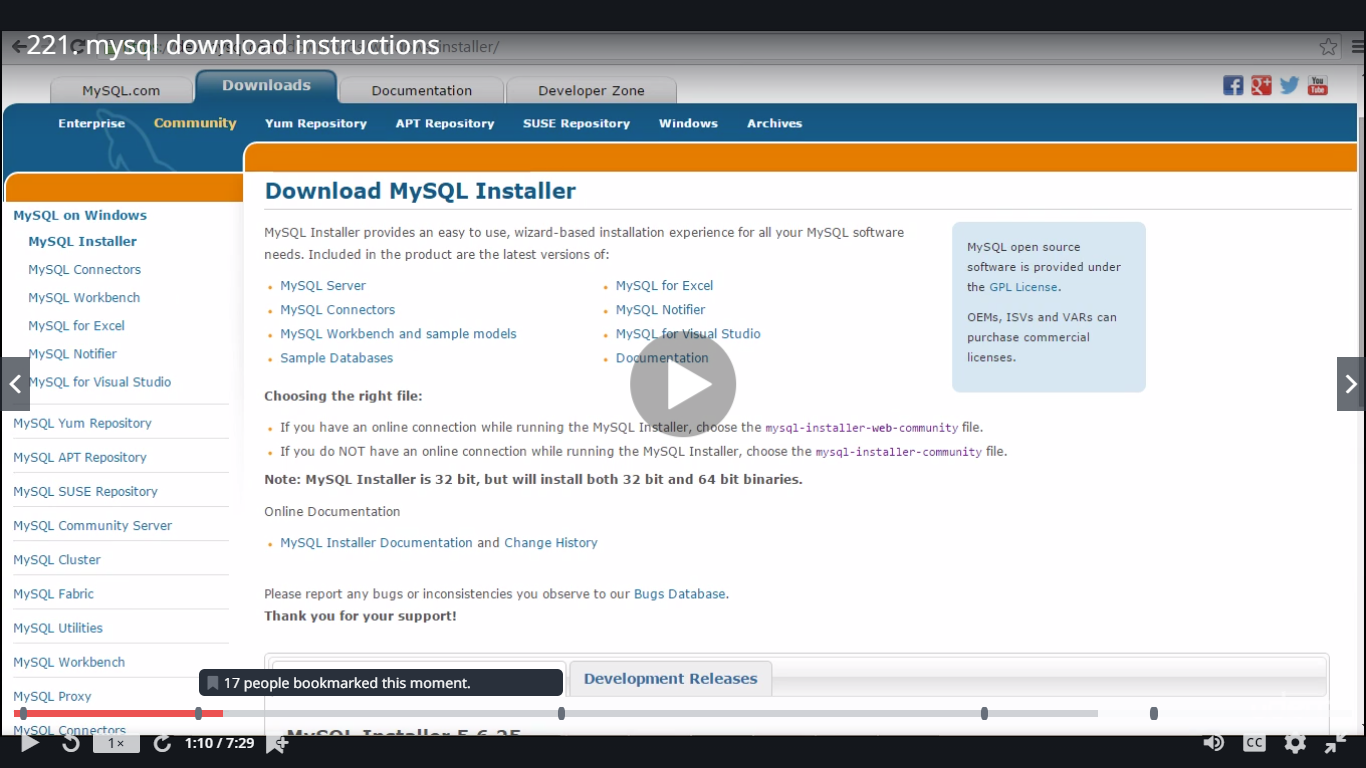 221. mysql download instructions
installer/
MySQL.com
Downloads
Documentation
Developer Zone
You
Tube
Enterprise
Community
Yum Repository
APT Repository
SUSE Repository
Windows
Archives
MySQL on Windows
MySQL Installer
MySQL Connectors
MySQL Workbench
MySQL for Excel
MySQL Notifier
MySQL for Visual Studio
MySQL Yum Repository
MySQL APT Repository
MySQL SUSE Repository
MySQL Community Server
MySQL Cluster
MySQL Fabric
MySQL Utilities
MySQL Workbench
MySQL Proxy
MySQL Connectors
Download MySQL Installer
MySQL Installer provides an easy to use, wizard-based installation experience for all your MySQL software
needs. Included in the product are the latest versions of:
MySQL Server
MySQL Connectors
MySQL Workbench and sample models
Sample Databases
MySQL for Excel
MySQL Notifier
MySQL for Visual Studio
Documentation
MySQL open source
software is provided under
the GPL License.
OEMs, ISVs and VARs can
purchase commercial
licenses.
Choosing the right file:
If you have an online connection while running the MySQL Installer, choose the mysql-installer-web-community file.
If you do NOT have an online connection while running the MySQL Installer, choose the mysql-installer-community file.
Note: MySQL Installer is 32 bit, but will install both 32 bit and 64 bit binaries.
Online Documentation
MySQL Installer Documentation and Change History
Please report any bugs or inconsistencies you observe to our Bugs Database.
Thank you for your support!
17 people bookmarked this moment.
Development Releases
MySQL Installer 5.6.25
1×
1:10 / 7:29
CC